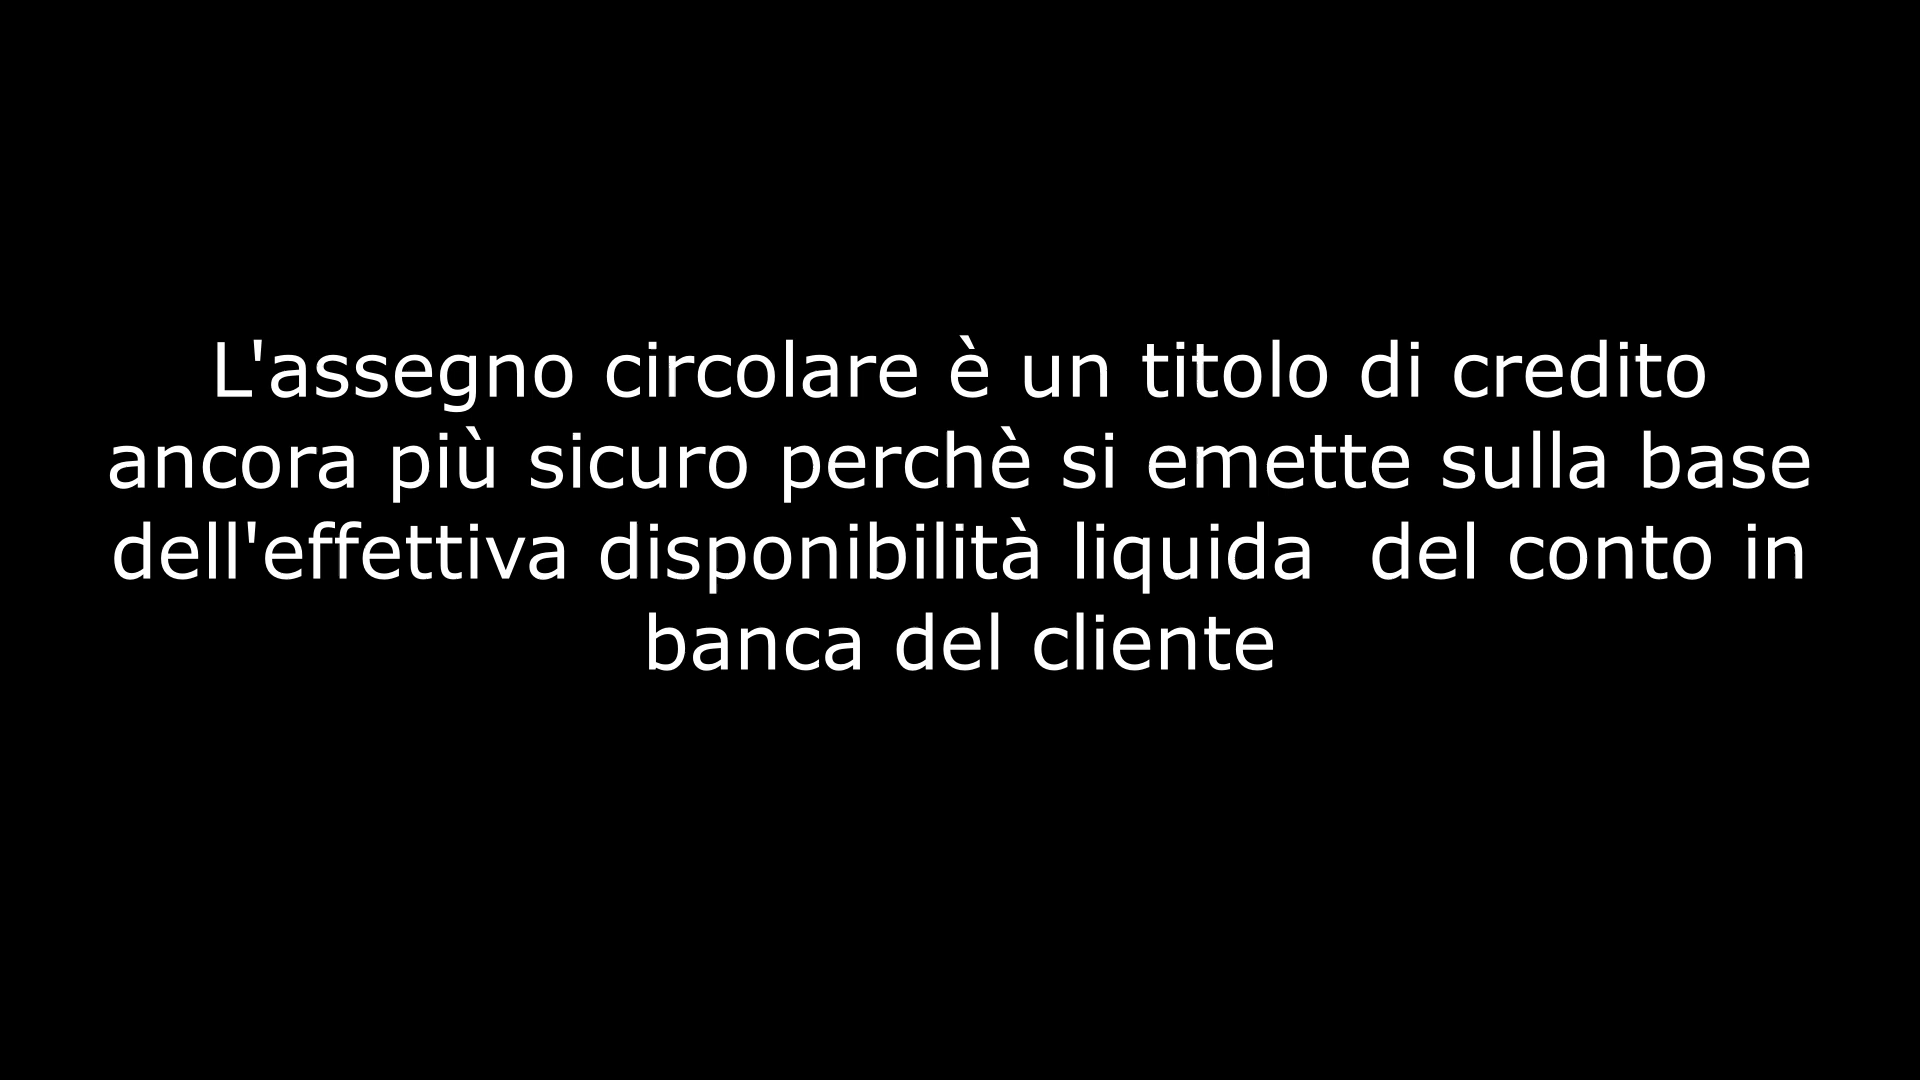 L'assegno circolare è un titolo di credito
ancora più sicuro perchè si emette sulla base
dell'effettiva disponibilità liquida  del conto in
banca del cliente